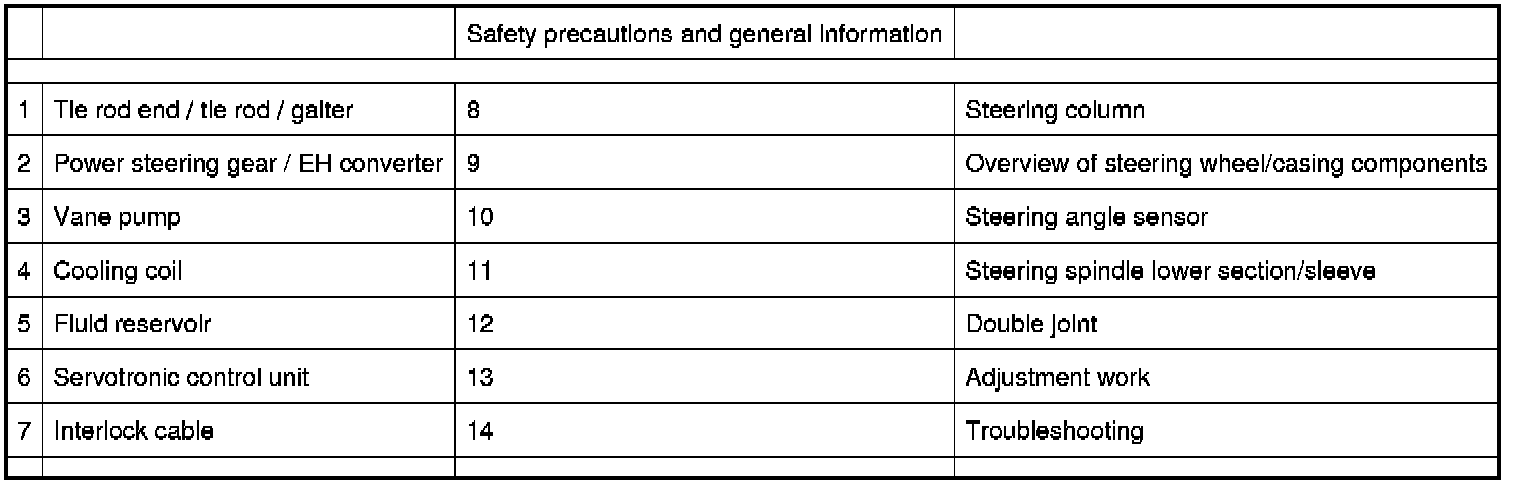 Safety precautions and general information
1 Tie rod end / tie rod / gaiter 8 Steering column
2 Power steering gear / EH converter 9 Overview of steering wheel/casing components
3 Vane pump 10 Steering angle sensor
4 Cooling coil 11 Steering spindle lower section/sleeve
5 Fluid reservoir 12 Double joint
6 Servotronic control unit 13 Adjustment work
7 Interlock cable 14 Troubleshooting